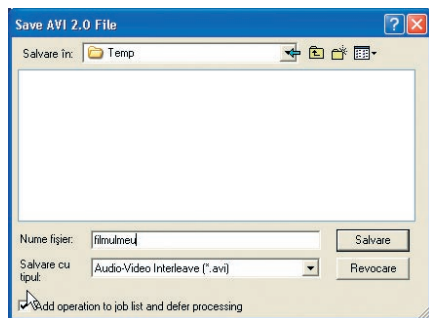 Save AVI 2.0 File
Salvare în: Temp
Nume fişier: filmulmeu Salvare
Salvare cu tipul: Audio-Video Interleave (*.avi) Revocare
Add operation to job list and defer processing